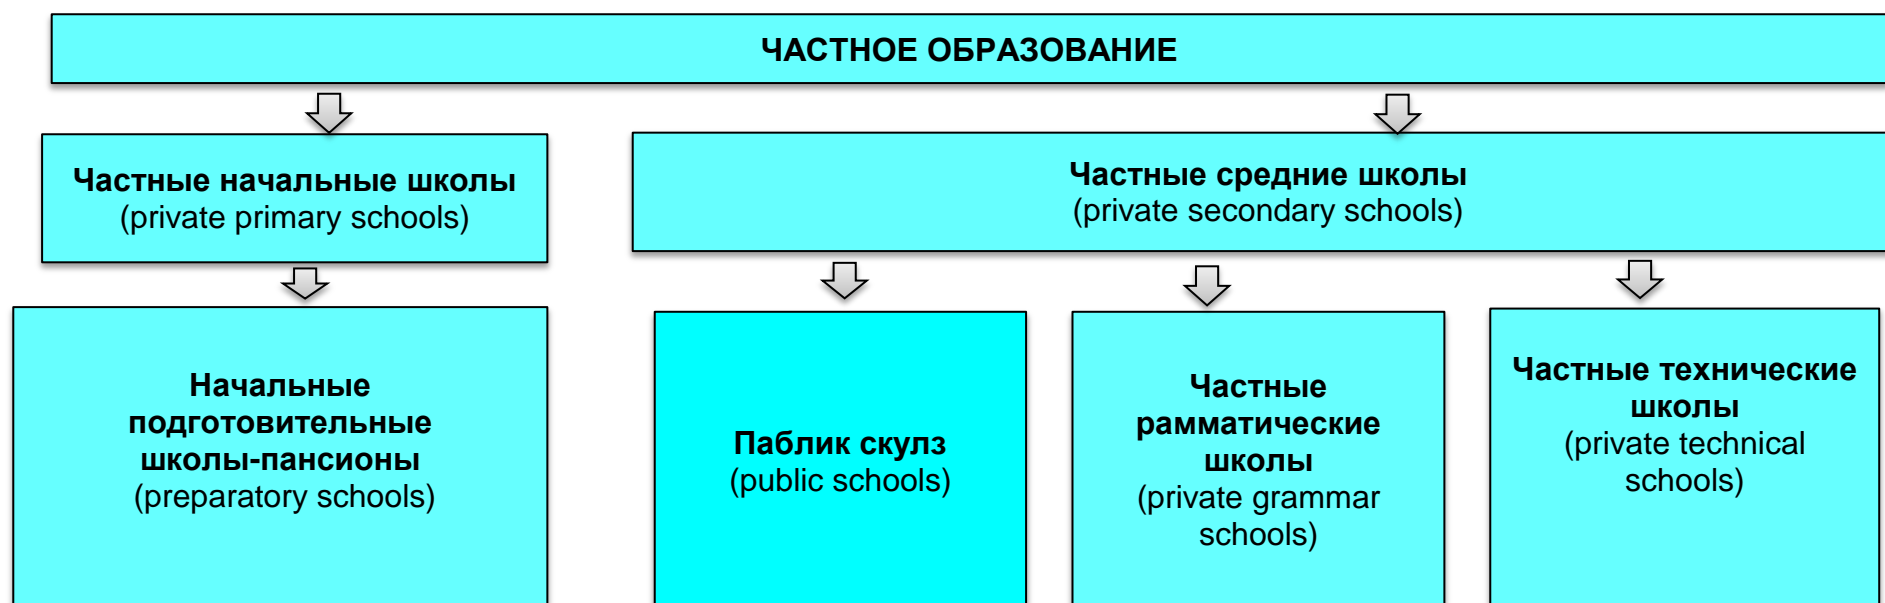 ЧАСТНОЕ ОБРАЗОВАНИЕ
Частные начальные школы
(private primary schools)
Частные средние школы
(private secondary schools)
Начальные
подготовительные
школы-пансионы
(preparatory schools)
Паблик скулз
(public schools)
Частные
рамматические
школы
(private grammar
schools)
Частные технические
школы
(private technical
schools)